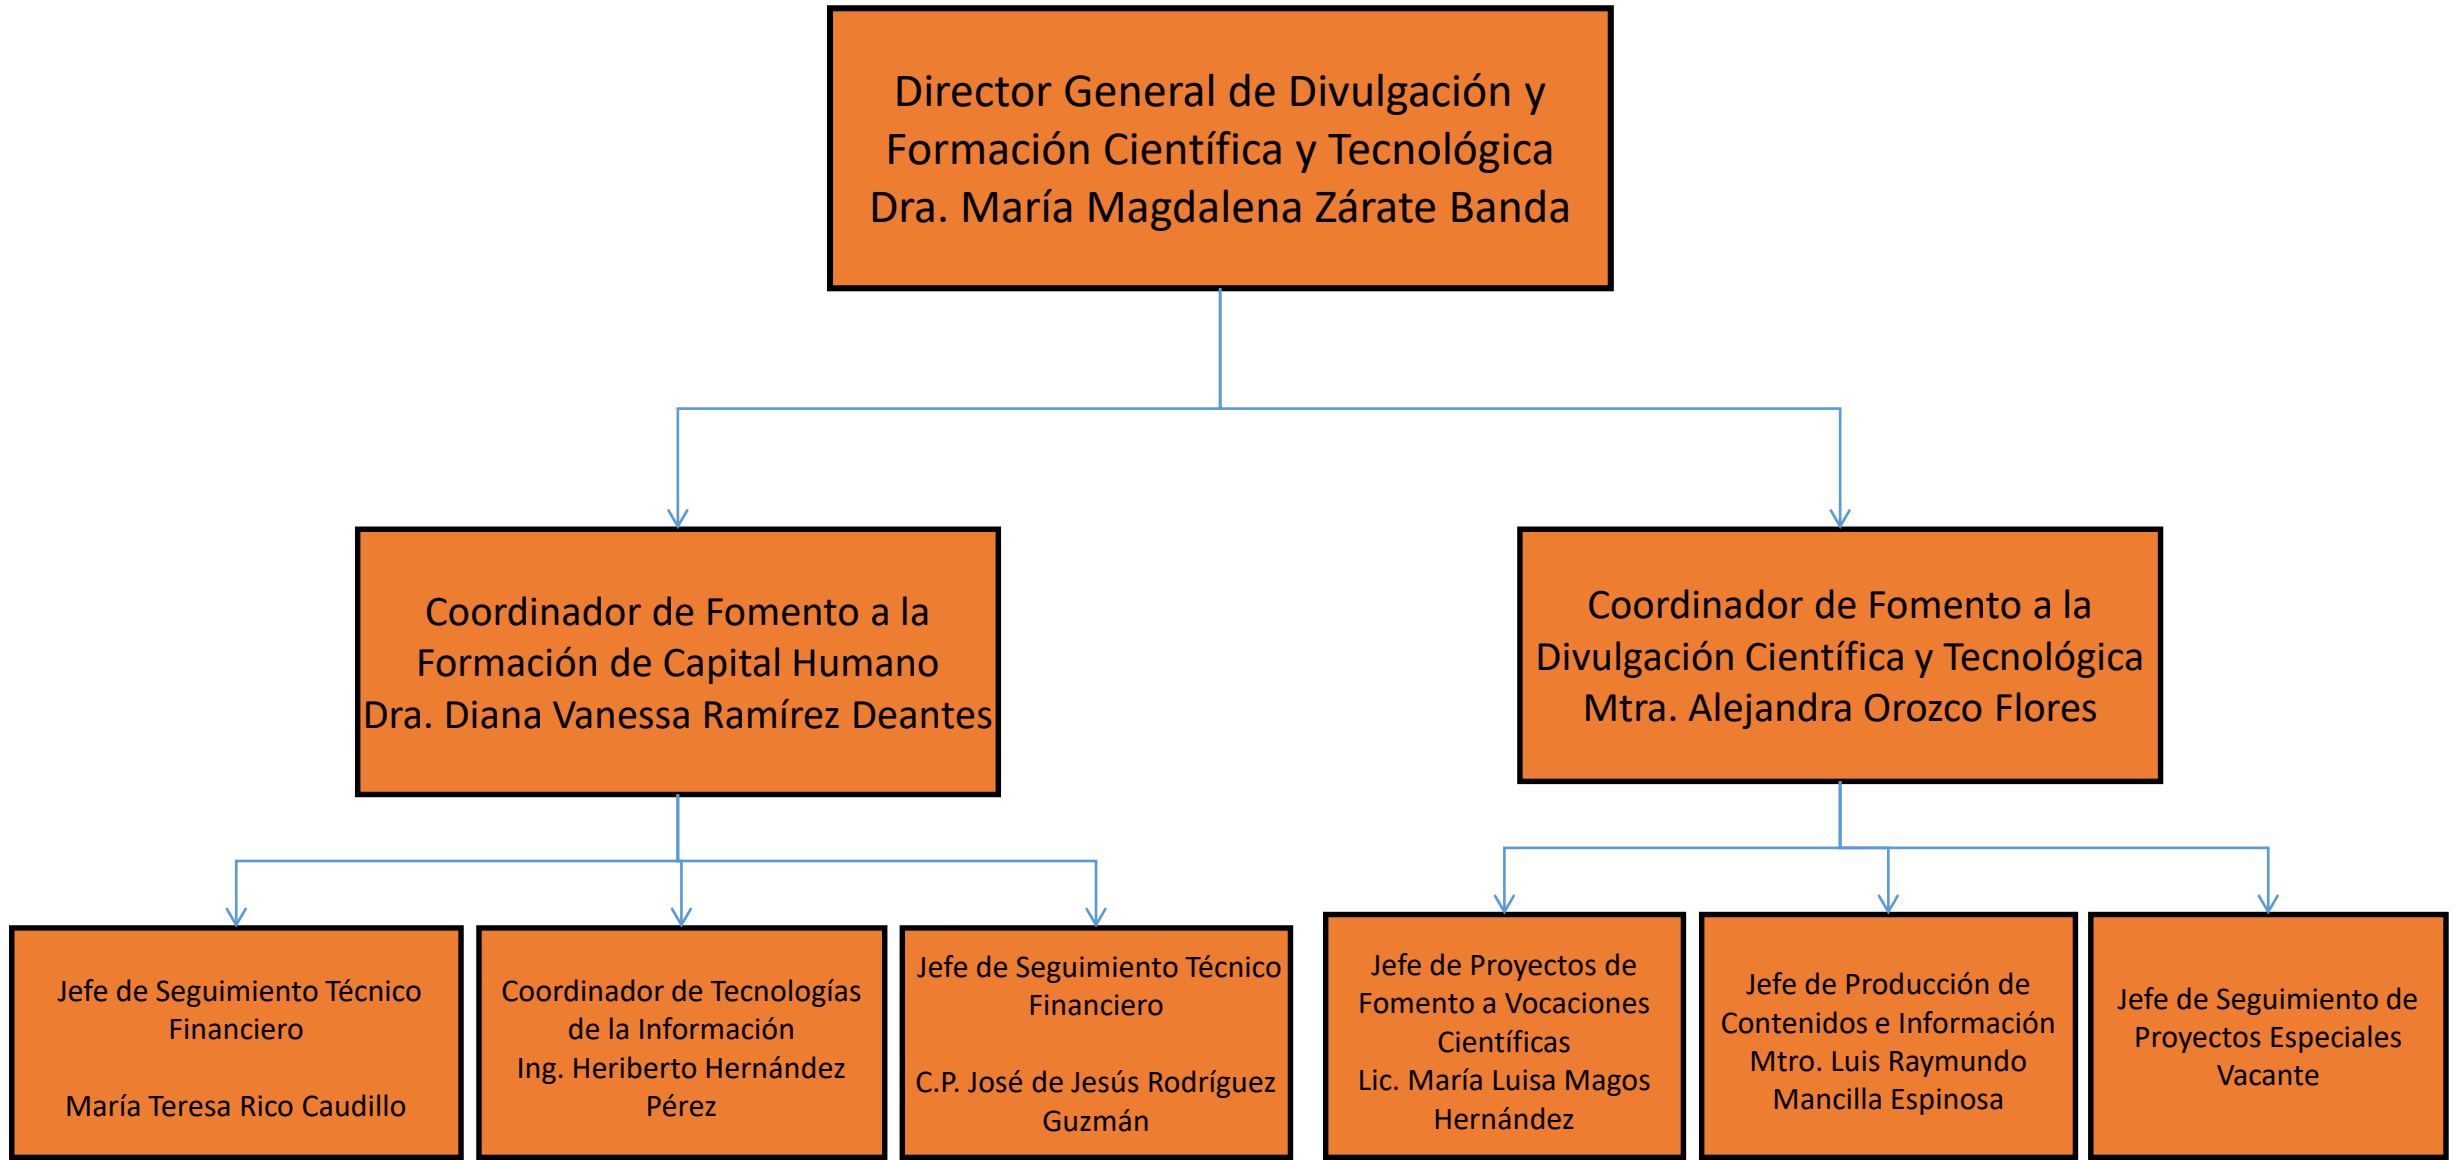 Director General de Divulgación y
Formación Científica y Tecnológica
Dra. María Magdalena Zárate Banda
Coordinador de Fomento a la
Formación de Capital Humano
Dra. Diana Vanessa Ramírez Deantes
Coordinador de Fomento a la
Divulgación Científica y Tecnológica
Mtra. Alejandra Orozco Flores
Jefe de Seguimiento Técnico
Financiero
María Teresa Rico Caudillo
Coordinador de Tecnologías
de la Información
Ing. Heriberto Hernández
Pérez
Jefe de Seguimiento Técnico
Financiero
C.P. José de Jesús Rodríguez
Guzmán
Jefe de Proyectos de
Fomento a Vocaciones
Científicas
Lic. María Luisa Magos
Hernández
Jefe de Producción de
Contenidos e Información
Mtro. Luis Raymundo
Mancilla Espinosa
Jefe de Seguimiento de
Proyectos Especiales
Vacante